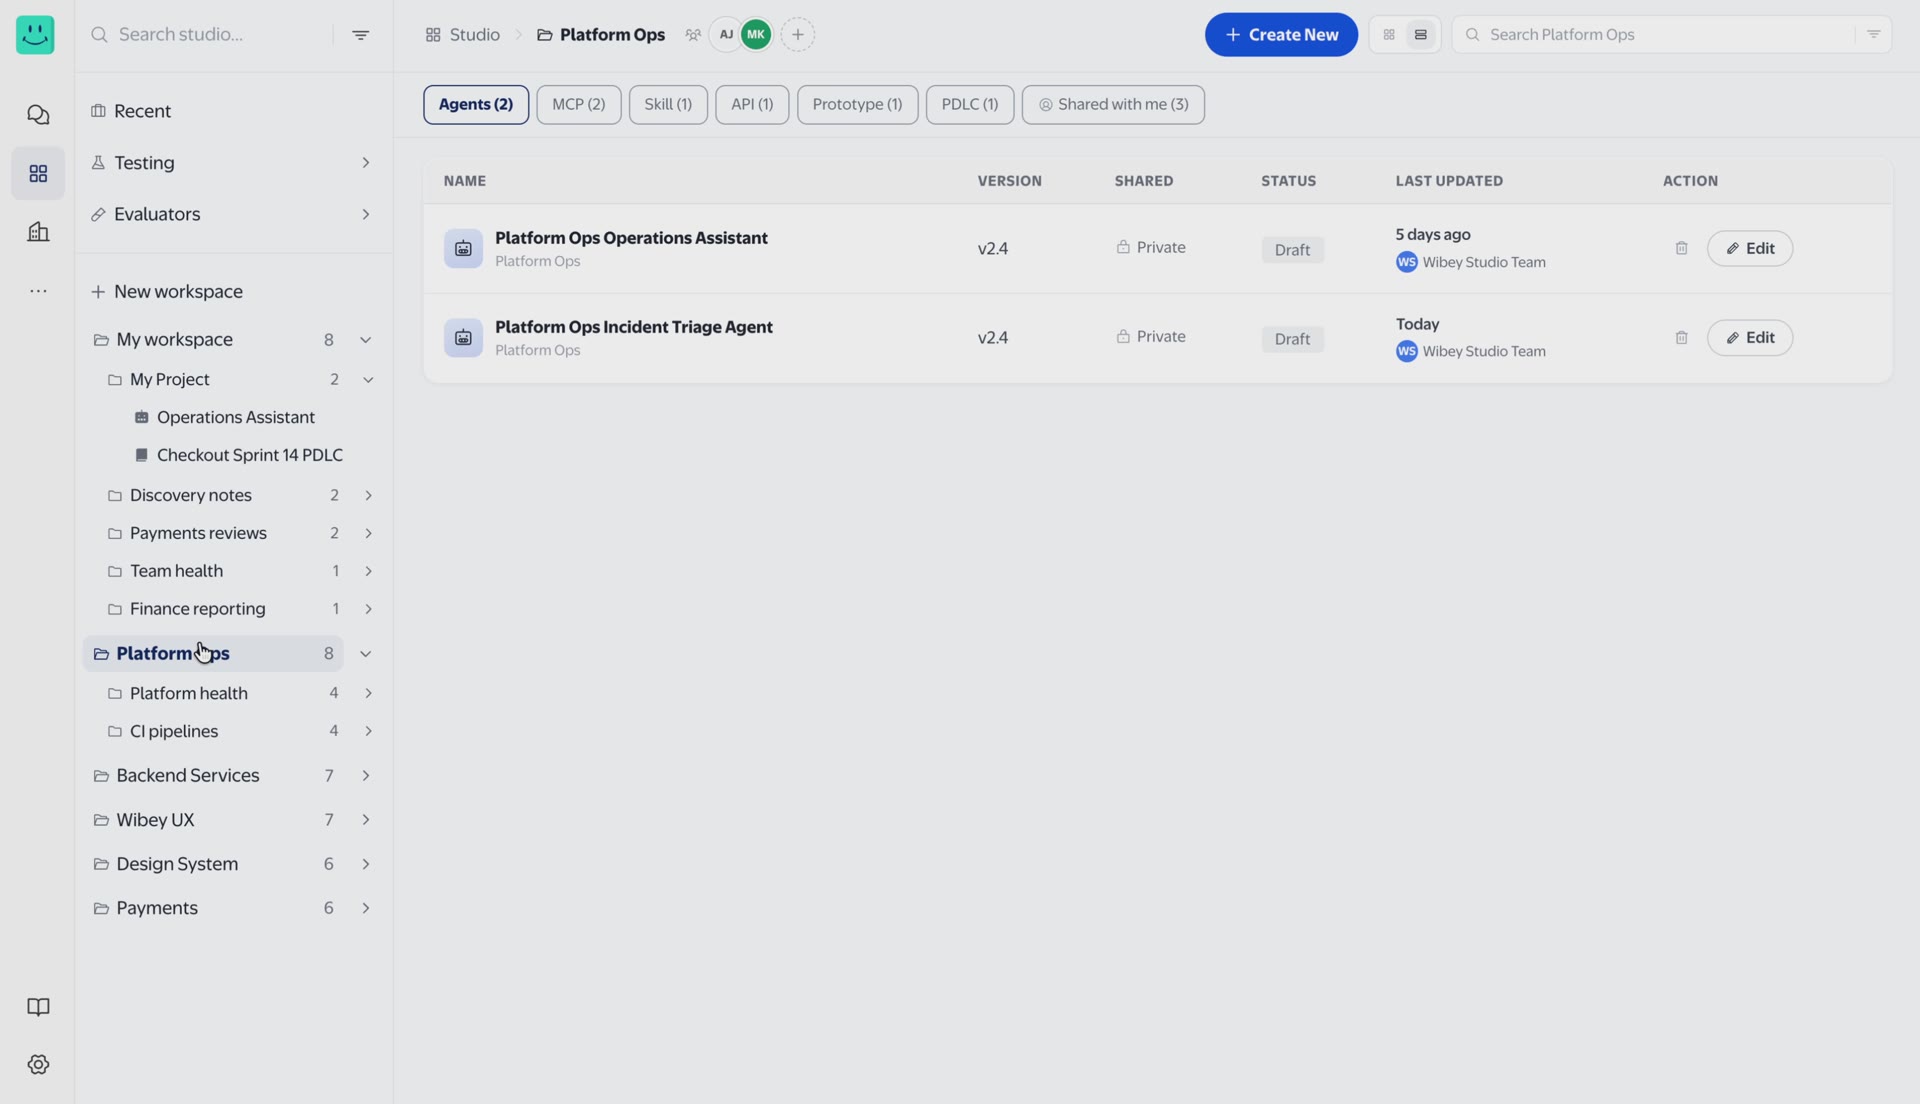 Search studio...
Recent
Testing
Evaluators
New workspace
My workspace 8
My Project 2
Operations Assistant
Checkout Sprint 14 PDLC
Discovery notes 2
Payments reviews 2
Team health 1
Finance reporting 1
Platform Ops 8
Platform health 4
CI pipelines 4
Backend Services 7
Wibey UX 7
Design System 6
Payments 6
Studio > Platform Ops AJ MK
+ Create New
Search Platform Ops
Agents (2) MCP (2) Skill (1) API (1) Prototype (1) PDLC (1) Shared with me (3)
NAME VERSION SHARED STATUS LAST UPDATED ACTION
Platform Ops Operations Assistant
Platform Ops
v2.4 Private Draft
5 days ago
WS Wibey Studio Team
Edit
Platform Ops Incident Triage Agent
Platform Ops
v2.4 Private Draft
Today
WS Wibey Studio Team
Edit